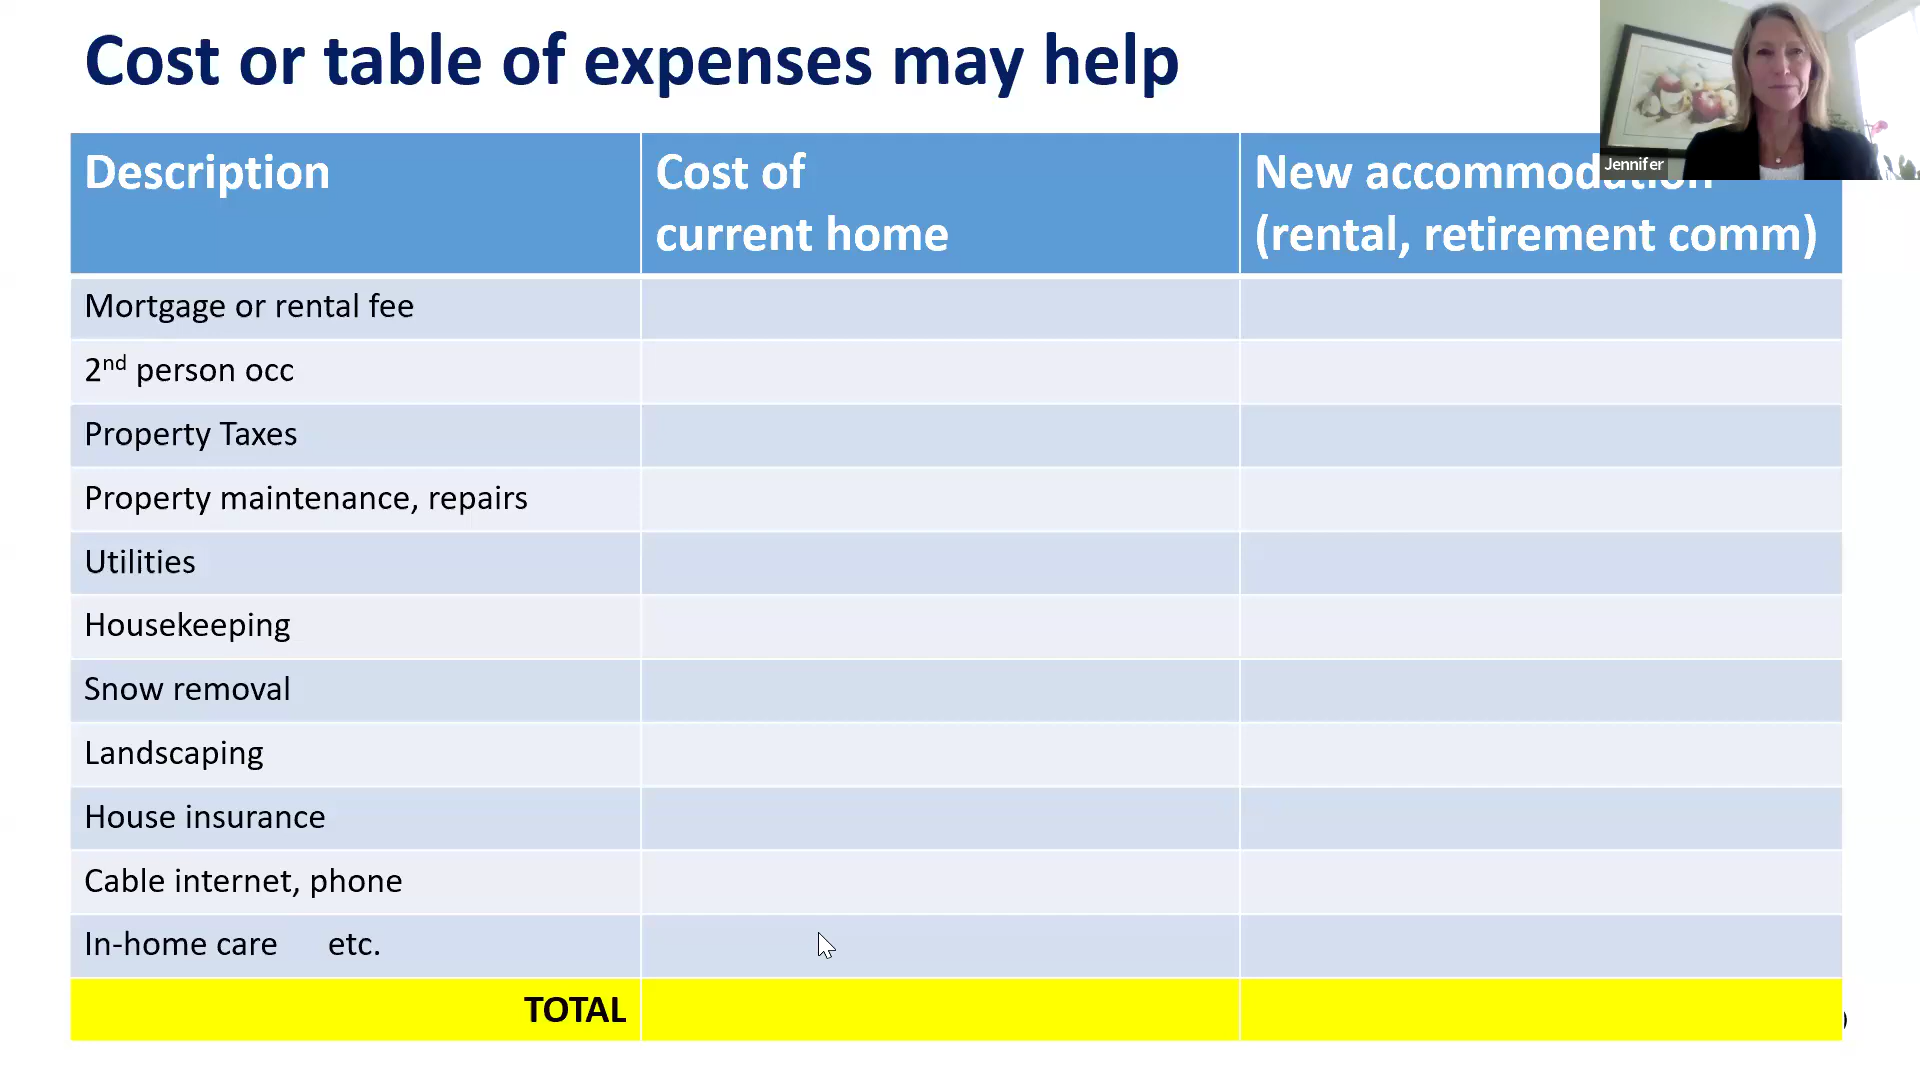 Cost or table of expenses may help
Jennifer
Description
Cost of
current home
New accommodation
(rental, retirement comm)
Mortgage or rental fee
2nd person occ
Property Taxes
Property maintenance, repairs
Utilities
Housekeeping
Snow removal
Landscaping
House insurance
Cable internet, phone
In-home care etc.
TOTAL